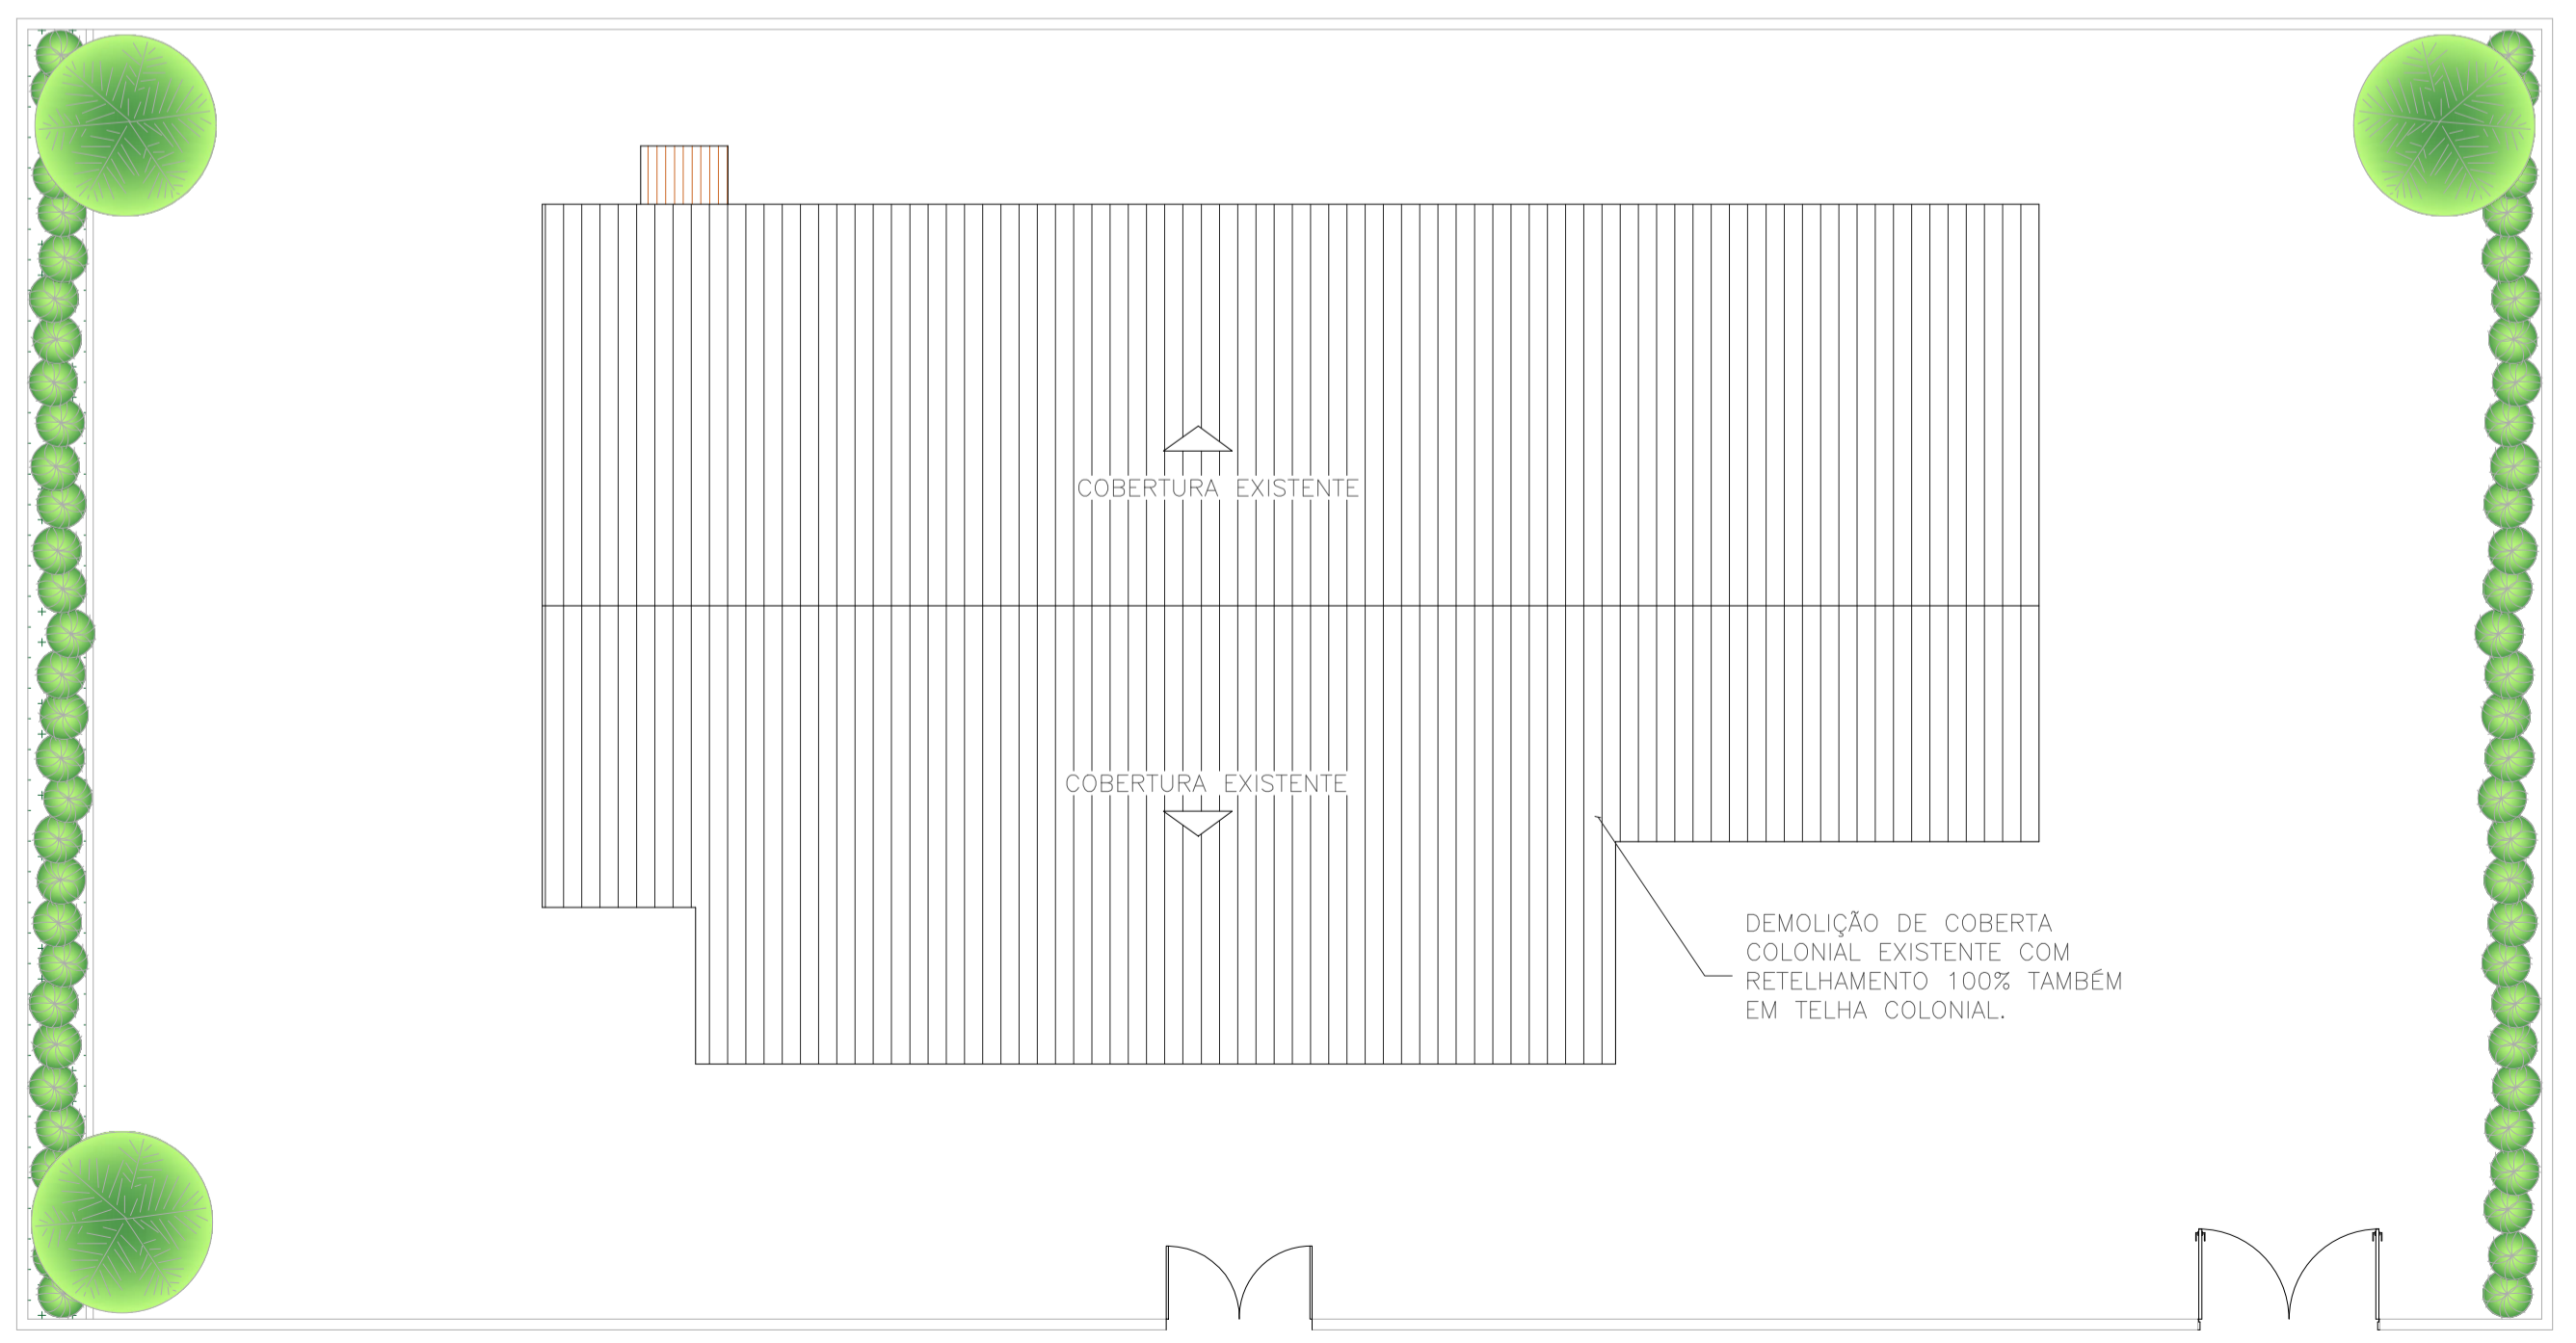 COBERTURA EXISTENTE
COBERTURA EXISTENTE
DEMOLIÇÃO DE COBERTA
COLONIAL EXISTENTE COM
RETELHAMENTO 100% TAMBÉM
EM TELHA COLONIAL.